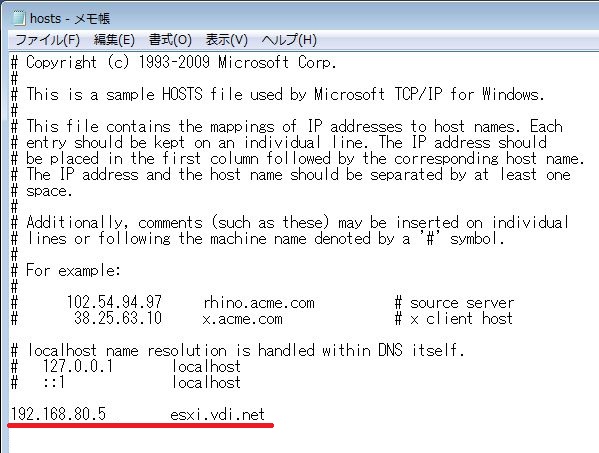 hosts - メモ帳
ファイル(F) 編集(E) 書式(O) 表示(V) ヘルプ(H)
# Copyright (c) 1993-2009 Microsoft Corp.
#
# This is a sample HOSTS file used by Microsoft TCP/IP for Windows.
#
# This file contains the mappings of IP addresses to host names. Each
# entry should be kept on an individual line. The IP address should
# be placed in the first column followed by the corresponding host name.
# The IP address and the host name should be separated by at least one
# space.
#
# Additionally, comments (such as these) may be inserted on individual
# lines or following the machine name denoted by a '#' symbol.
#
# For example:
#
#      102.54.94.97     rhino.acme.com          # source server
#       38.25.63.10     x.acme.com              # x client host

# localhost name resolution is handled within DNS itself.
#   127.0.0.1       localhost
#   ::1             localhost

192.168.80.5        esxi.vdi.net